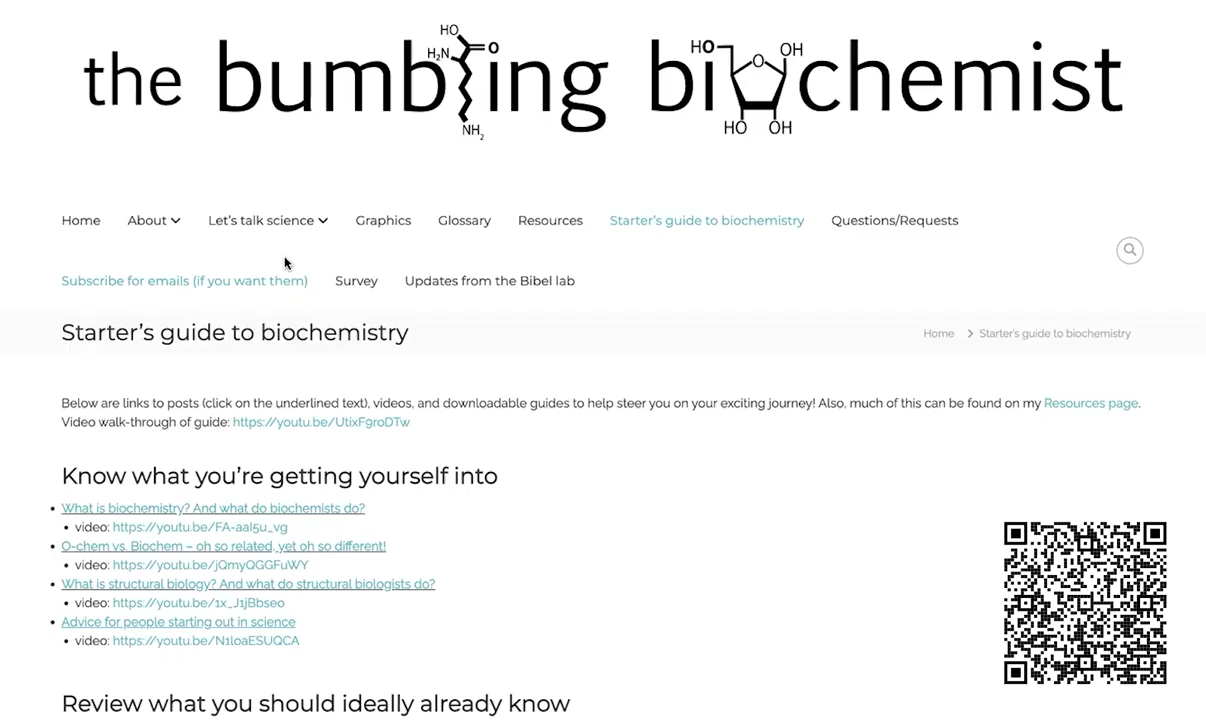 the bumbling biochemist
HO
H₂N
O
NH₂
HO
OH
O
HO
OH
Home
About
Let's talk science
Graphics
Glossary
Resources
Starter's guide to biochemistry
Questions/Requests
Subscribe for emails (if you want them)
Survey
Updates from the Bibel lab
Starter's guide to biochemistry
Home
Starter's guide to biochemistry
Below are links to posts (click on the underlined text), videos, and downloadable guides to help steer you on your exciting journey! Also, much of this can be found on my Resources page.
Video walk-through of guide: https://youtu.be/UtixF9roDTw
Know what you're getting yourself into
What is biochemistry? And what do biochemists do?
video: https://youtu.be/FA-aaI5u_vg
O-chem vs. Biochem – oh so related, yet oh so different!
video: https://youtu.be/jQmyQGGFuWY
What is structural biology? And what do structural biologists do?
video: https://youtu.be/1x_J1jBbseo
Advice for people starting out in science
video: https://youtu.be/N1loaESUQCA
Review what you should ideally already know